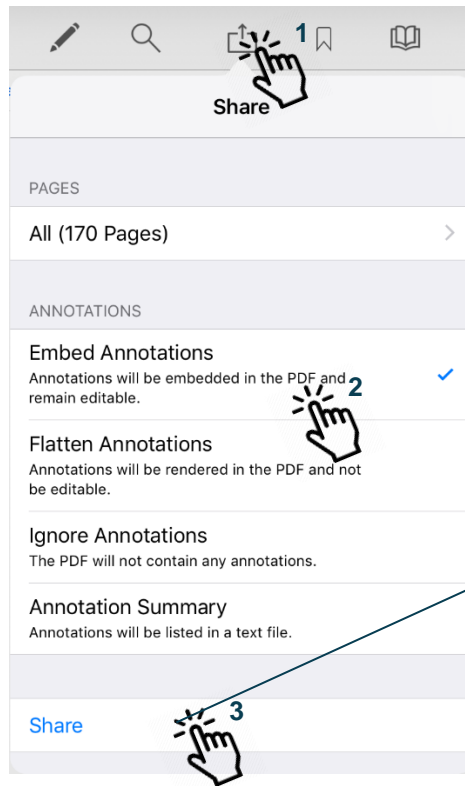 1
Share
PAGES
All (170 Pages)
ANNOTATIONS
Embed Annotations
Annotations will be embedded in the PDF and
remain editable.
2
Flatten Annotations
Annotations will be rendered in the PDF and not
be editable.
Ignore Annotations
The PDF will not contain any annotations.
Annotation Summary
Annotations will be listed in a text file.
Share
3